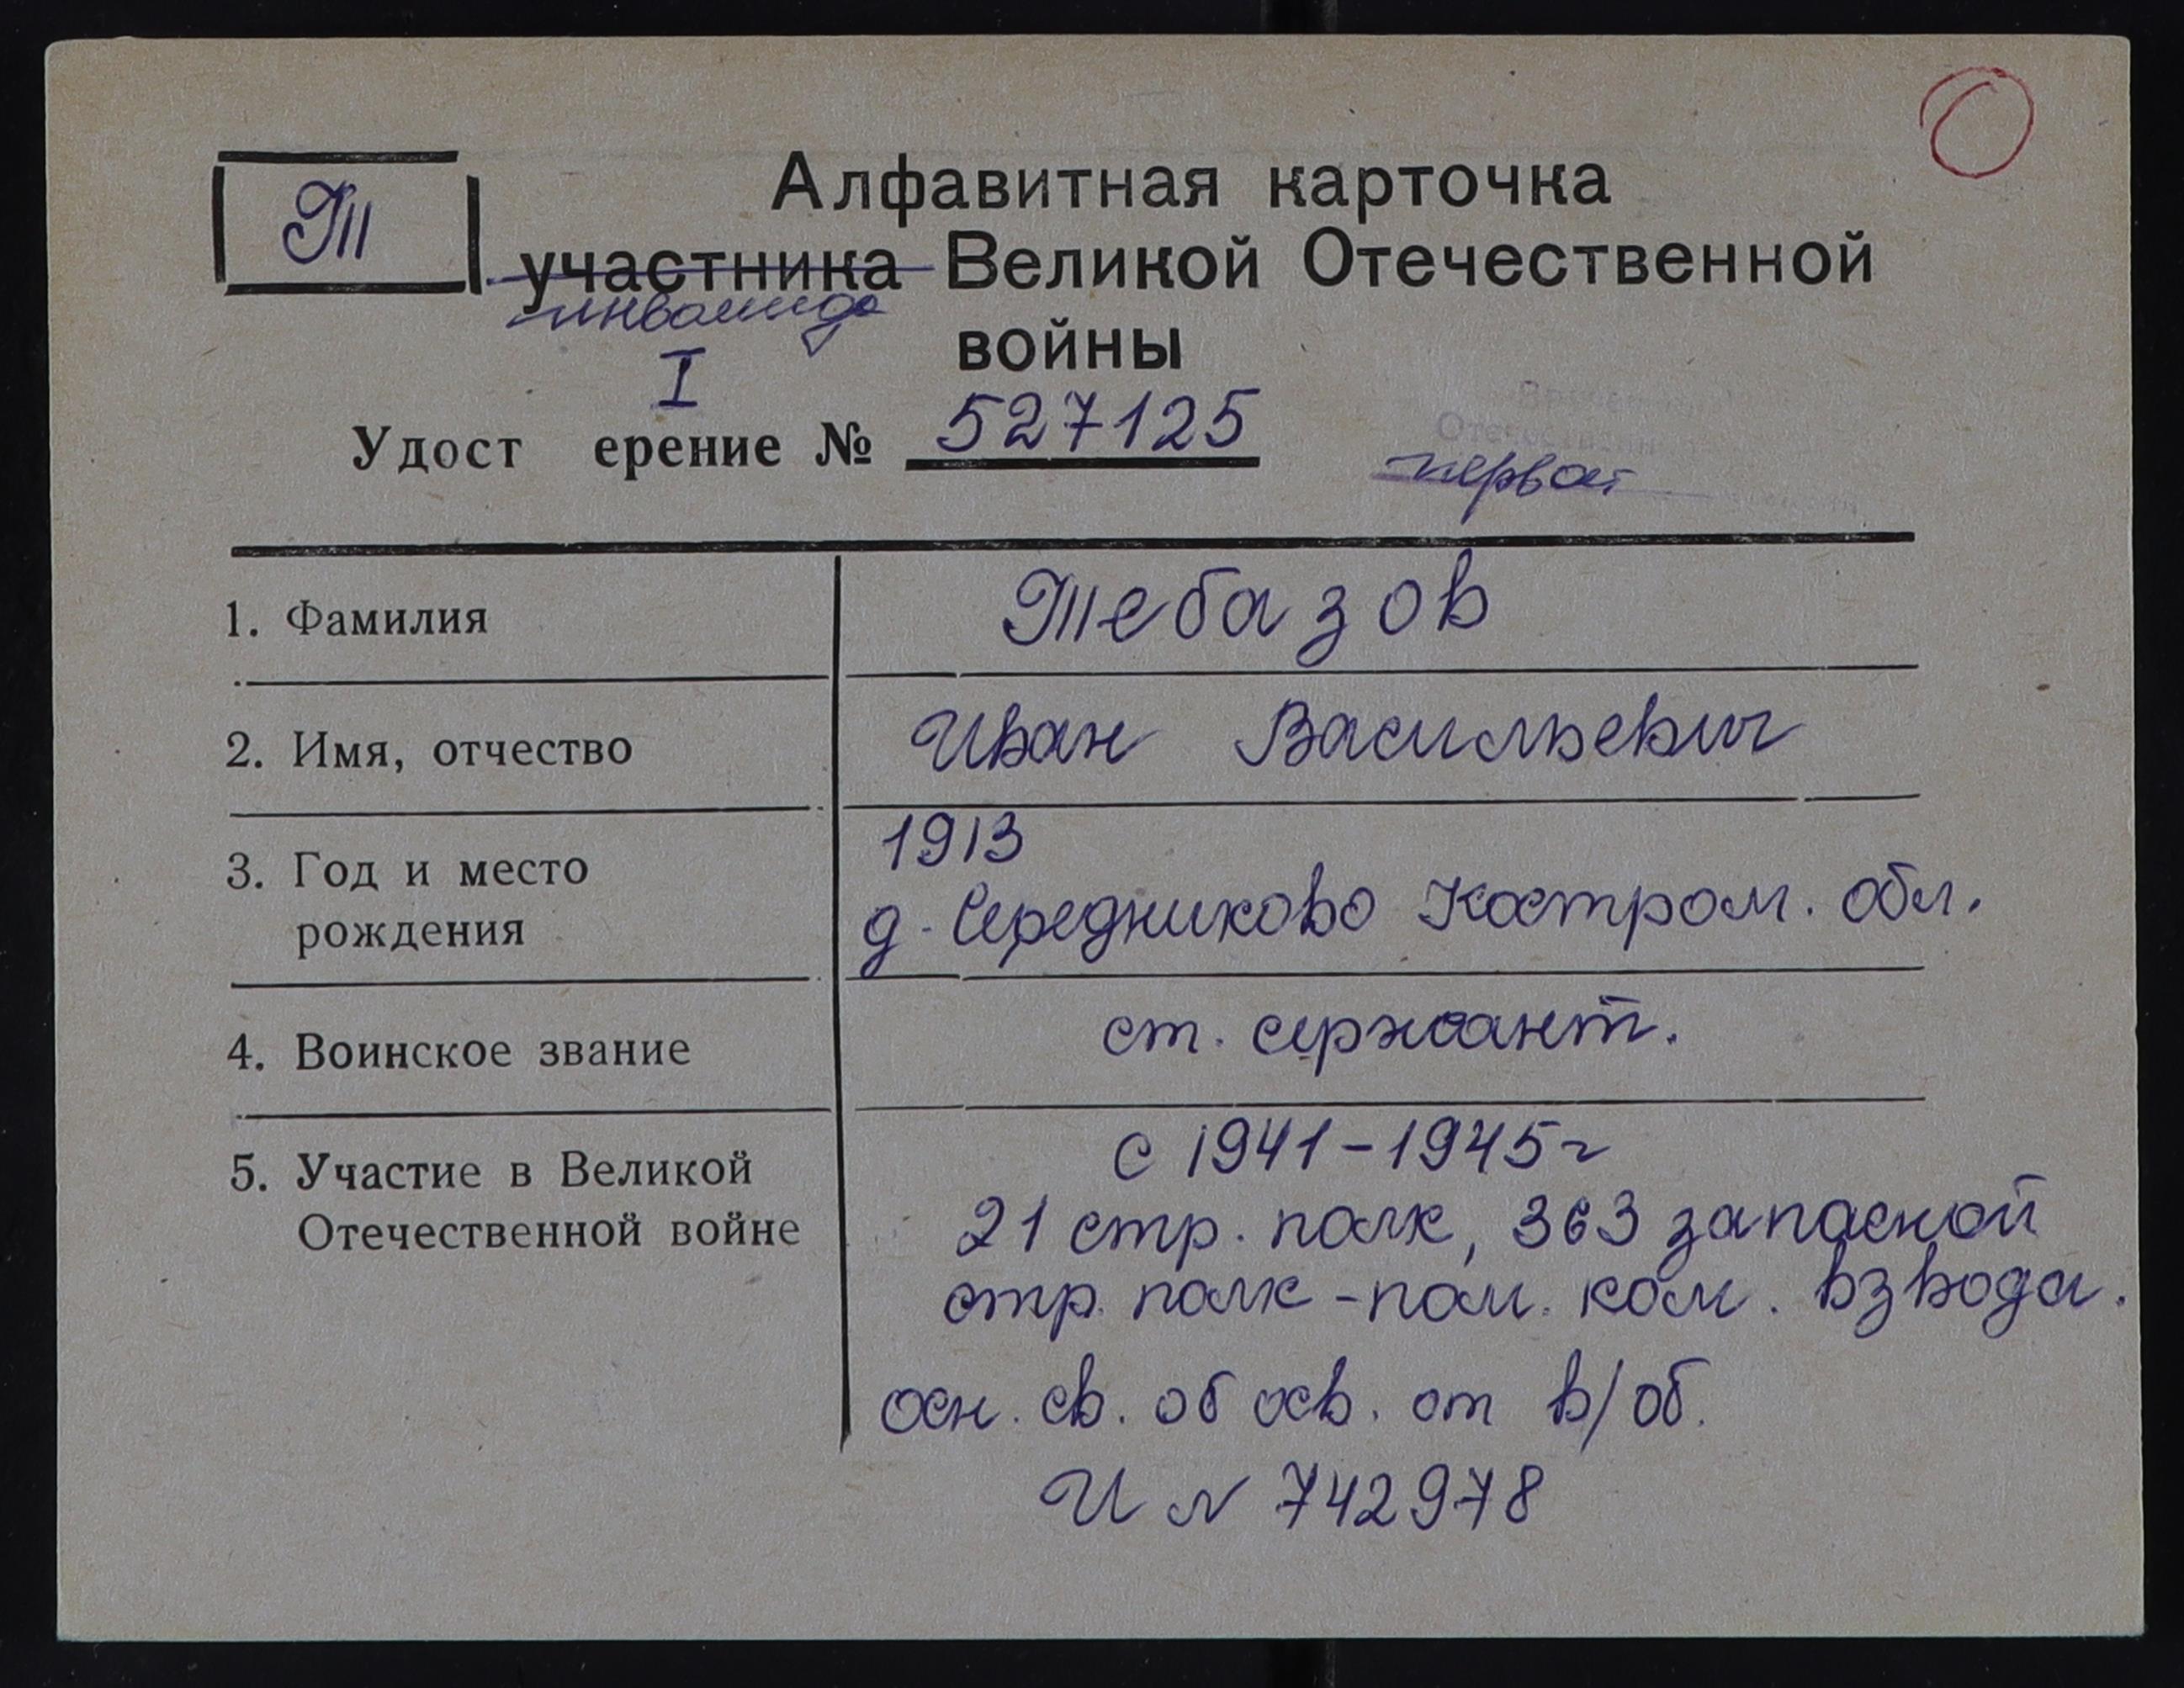 Т
Алфавитная карточка
участника Великой Отечественной
инвалида
войны
I
Удост ерение № 527125
Отечественн
первая
1. Фамилия Тебазов
2. Имя, отчество Иван Васильевич
3. Год и место 1913
рождения д. Середниково Костром. обл.
4. Воинское звание ст. сержант.
5. Участие в Великой с 1941-1945г
Отечественной войне 21 стр. полк, 363 запасной
стр. полк - пом. ком. взвода.
осн. св. об осв. от в/об.
И N 742978